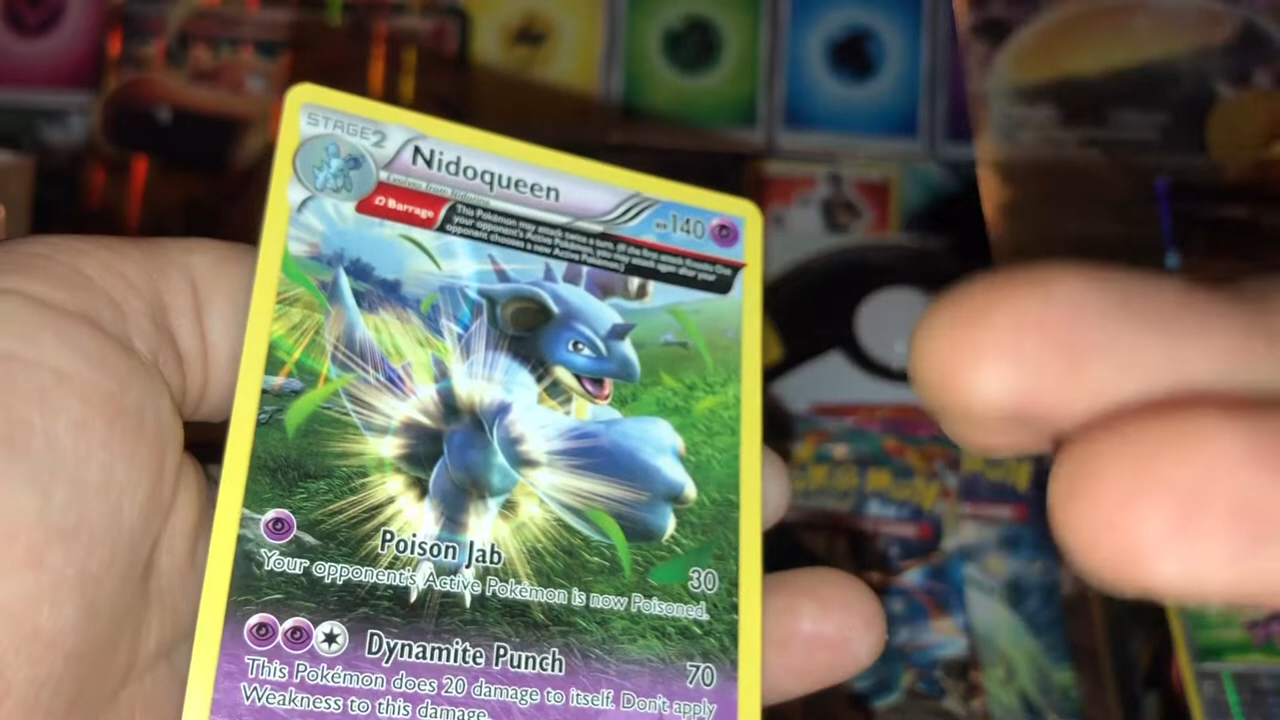 STAGE2
Nidoqueen
Evolves from Nidorina
HP140
Ω Barrage
This Pokémon may attack twice a turn. (If the first attack Knocks Out
your opponent's Active Pokémon, you may attack again after your
opponent chooses a new Active Pokémon.)
Poison Jab
30
Your opponent's Active Pokémon is now Poisoned.
Dynamite Punch
70
This Pokémon does 20 damage to itself. Don't apply
Weakness to this damage.